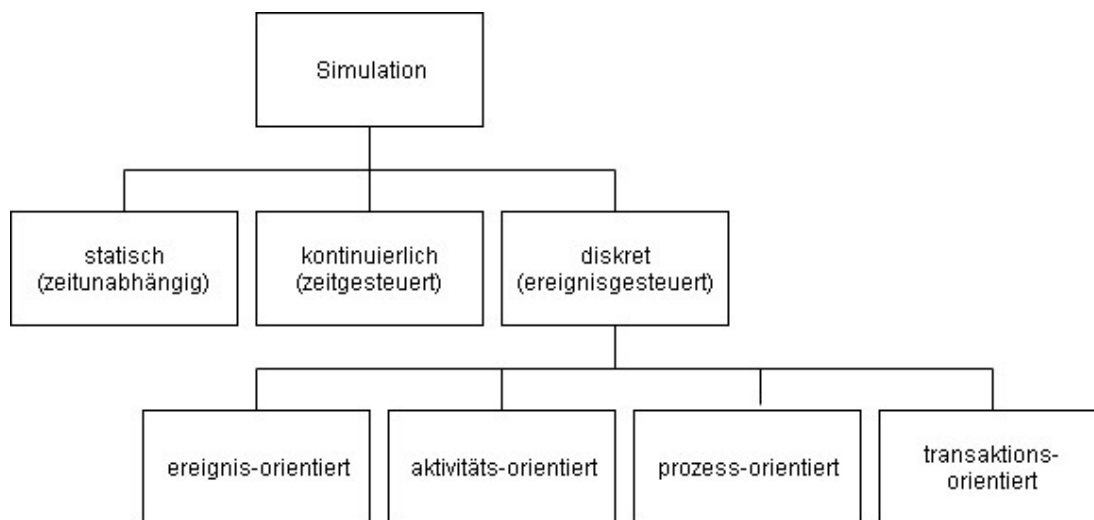 Simulation
statisch
(zeitunabhängig)
kontinuierlich
(zeitgesteuert)
diskret
(ereignisgesteuert)
ereignis-orientiert
aktivitäts-orientiert
prozess-orientiert
transaktions-
orientiert